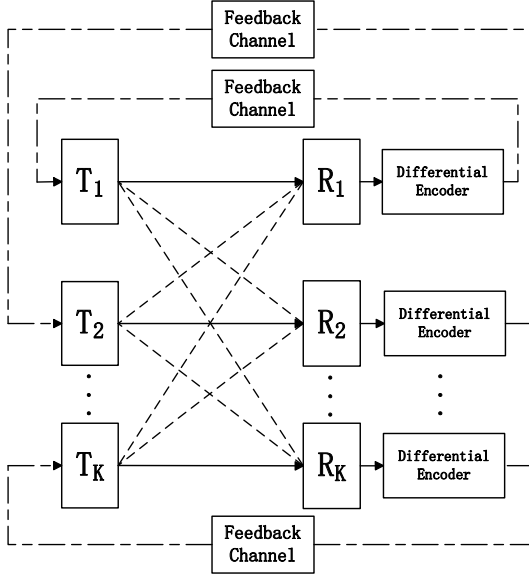 Feedback
Channel
Feedback
Channel
T1
R1
Differential
Encoder
T2
R2
Differential
Encoder
TK
RK
Differential
Encoder
Feedback
Channel